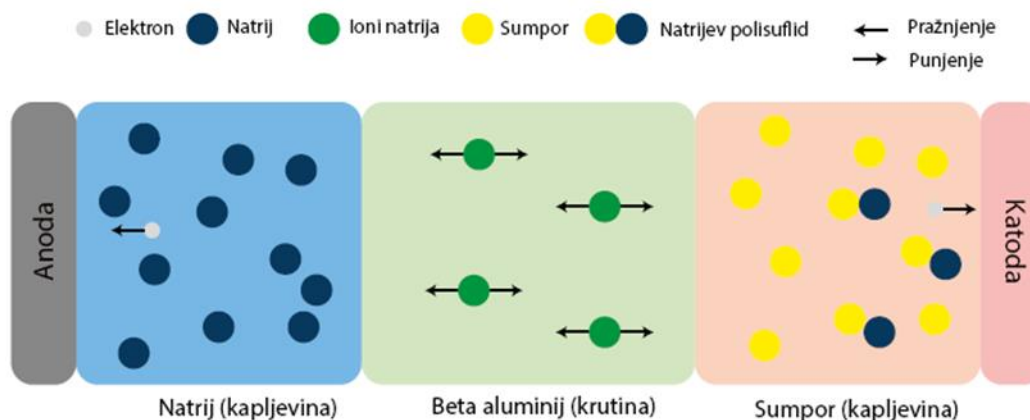 Elektron Natrij Ioni natrija Sumpor Natrijev polisuflid Pražnjenje
Punjenje
Anoda
Katoda
Natrij (kapljevina) Beta aluminij (krutina) Sumpor (kapljevina)